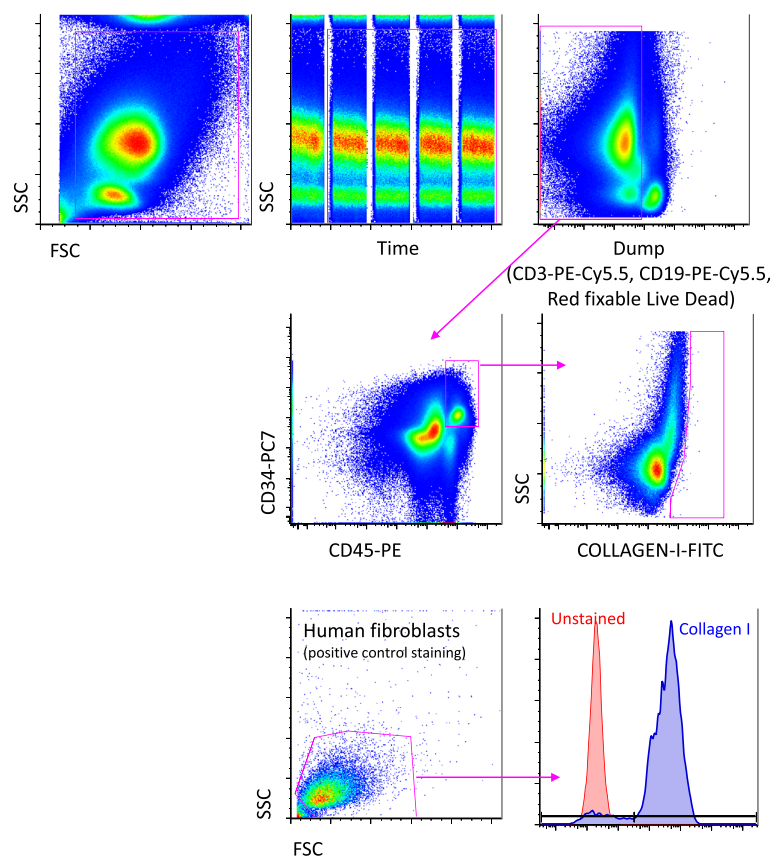 SSC
FSC
SSC
Time
Dump
(CD3-PE-Cy5.5, CD19-PE-Cy5.5,
Red fixable Live Dead)
CD34-PC7
CD45-PE
SSC
COLLAGEN-I-FITC
Human fibroblasts
(positive control staining)
SSC
FSC
Unstained
Collagen I